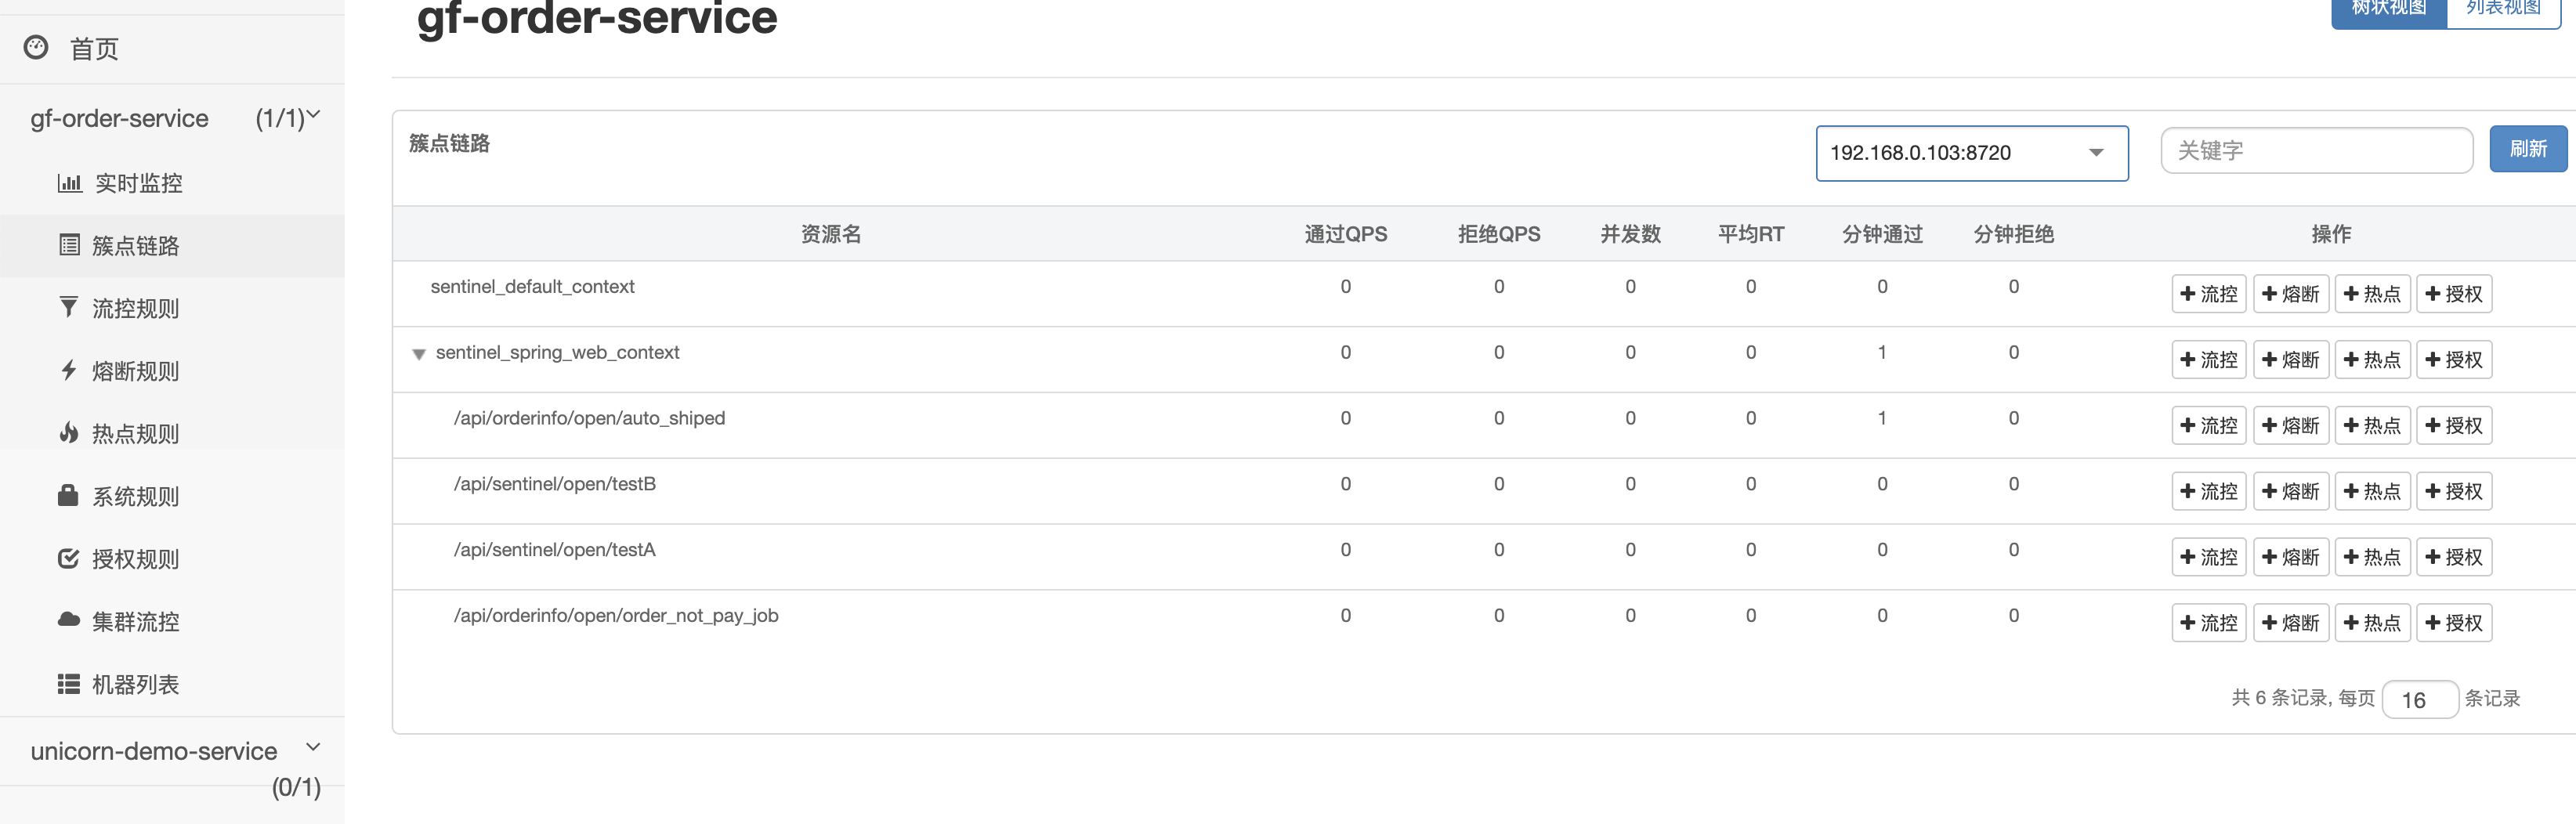 gf-order-service
树状视图 列表视图
首页
gf-order-service (1/1)
实时监控
簇点链路
流控规则
熔断规则
热点规则
系统规则
授权规则
集群流控
机器列表
unicorn-demo-service
(0/1)
簇点链路 192.168.0.103:8720 关键字 刷新
资源名 通过QPS 拒绝QPS 并发数 平均RT 分钟通过 分钟拒绝 操作
sentinel_default_context 0 0 0 0 0 0 +流控 +熔断 +热点 +授权
sentinel_spring_web_context 0 0 0 0 1 0 +流控 +熔断 +热点 +授权
/api/orderinfo/open/auto_shiped 0 0 0 0 1 0 +流控 +熔断 +热点 +授权
/api/sentinel/open/testB 0 0 0 0 0 0 +流控 +熔断 +热点 +授权
/api/sentinel/open/testA 0 0 0 0 0 0 +流控 +熔断 +热点 +授权
/api/orderinfo/open/order_not_pay_job 0 0 0 0 0 0 +流控 +熔断 +热点 +授权
共 6 条记录, 每页 16 条记录